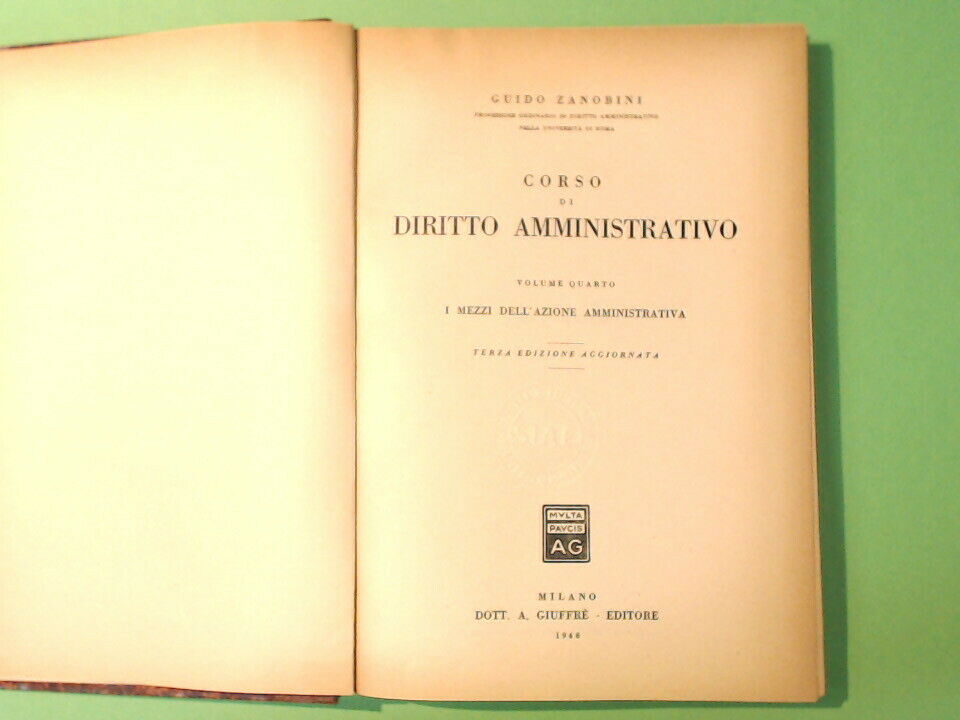 GUIDO ZANOBINI
PROFESSORE ORDINARIO DI DIRITTO AMMINISTRATIVO
NELLA UNIVERSITÀ DI ROMA
CORSO
DI
DIRITTO AMMINISTRATIVO
VOLUME QUARTO
I MEZZI DELL'AZIONE AMMINISTRATIVA
TERZA EDIZIONE AGGIORNATA
MVLTA
PAVCIS
AG
MILANO
DOTT. A. GIUFFRÈ - EDITORE
1948